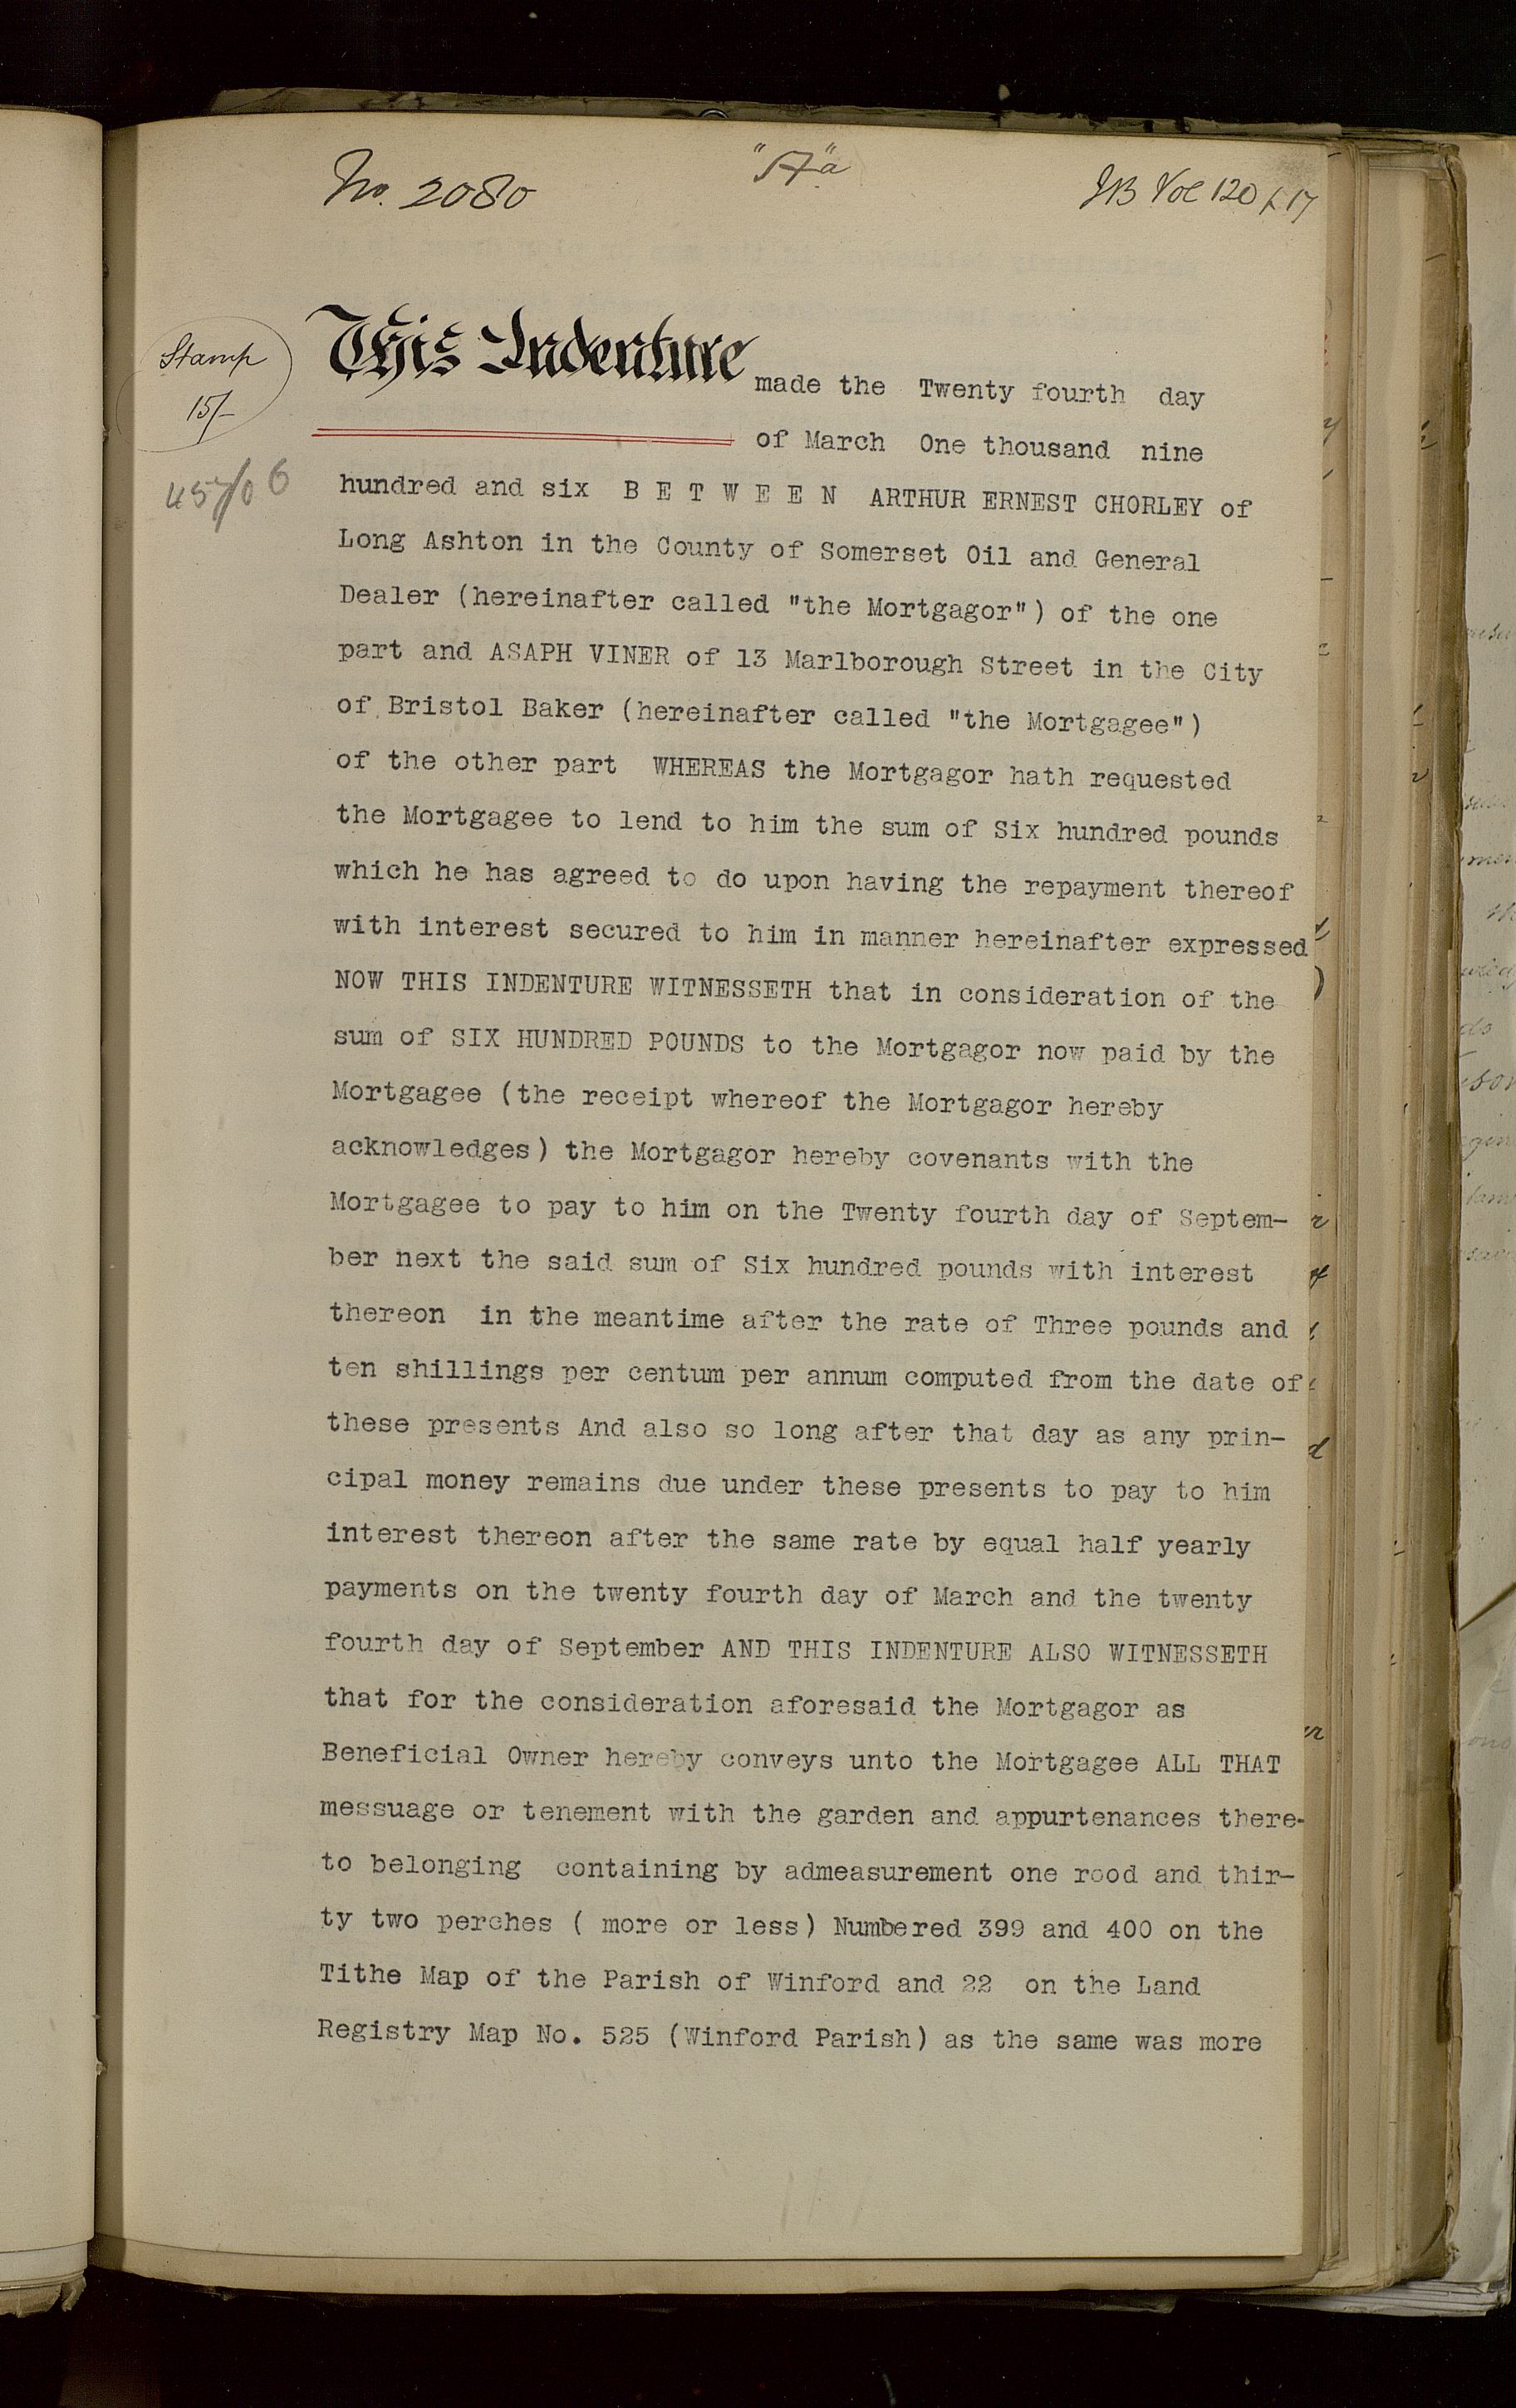 No. 2080
"A"a
Vol 120 f 17
Stamp
15/-
457/06
This Indenture made the Twenty fourth day
of March One thousand nine
hundred and six B E T W E E N ARTHUR ERNEST CHORLEY of
Long Ashton in the County of Somerset Oil and General
Dealer (hereinafter called "the Mortgagor") of the one
part and ASAPH VINER of 13 Marlborough Street in the City
of Bristol Baker (hereinafter called "the Mortgagee")
of the other part WHEREAS the Mortgagor hath requested
the Mortgagee to lend to him the sum of Six hundred pounds
which he has agreed to do upon having the repayment thereof
with interest secured to him in manner hereinafter expressed
NOW THIS INDENTURE WITNESSETH that in consideration of the
sum of SIX HUNDRED POUNDS to the Mortgagor now paid by the
Mortgagee (the receipt whereof the Mortgagor hereby
acknowledges) the Mortgagor hereby covenants with the
Mortgagee to pay to him on the Twenty fourth day of Septem-
ber next the said sum of Six hundred pounds with interest
thereon in the meantime after the rate of Three pounds and
ten shillings per centum per annum computed from the date of
these presents And also so long after that day as any prin-
cipal money remains due under these presents to pay to him
interest thereon after the same rate by equal half yearly
payments on the twenty fourth day of March and the twenty
fourth day of September AND THIS INDENTURE ALSO WITNESSETH
that for the consideration aforesaid the Mortgagor as
Beneficial Owner hereby conveys unto the Mortgagee ALL THAT
messuage or tenement with the garden and appurtenances there-
to belonging containing by admeasurement one rood and thir-
ty two perches ( more or less) Numbered 399 and 400 on the
Tithe Map of the Parish of Winford and 22 on the Land
Registry Map No. 525 (Winford Parish) as the same was more